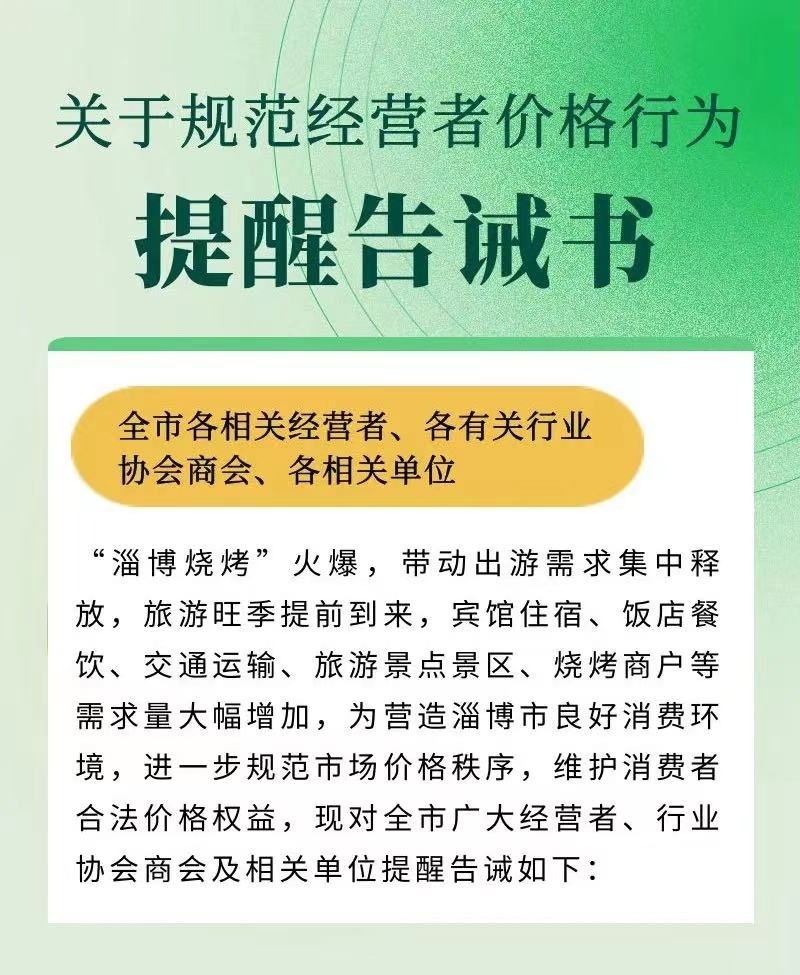 关于规范经营者价格行为
提醒告诫书
全市各相关经营者、各有关行业
协会商会、各相关单位
“淄博烧烤”火爆，带动出游需求集中释
放，旅游旺季提前到来，宾馆住宿、饭店餐
饮、交通运输、旅游景点景区、烧烤商户等
需求量大幅增加，为营造淄博市良好消费环
境，进一步规范市场价格秩序，维护消费者
合法价格权益，现对全市广大经营者、行业
协会商会及相关单位提醒告诫如下：